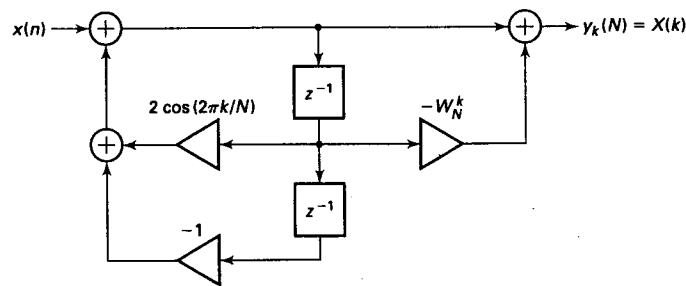 x(n) + + y_k(N) = X(k)
z⁻¹
2 cos (2πk/N) −W_N^k
+
z⁻¹
−1